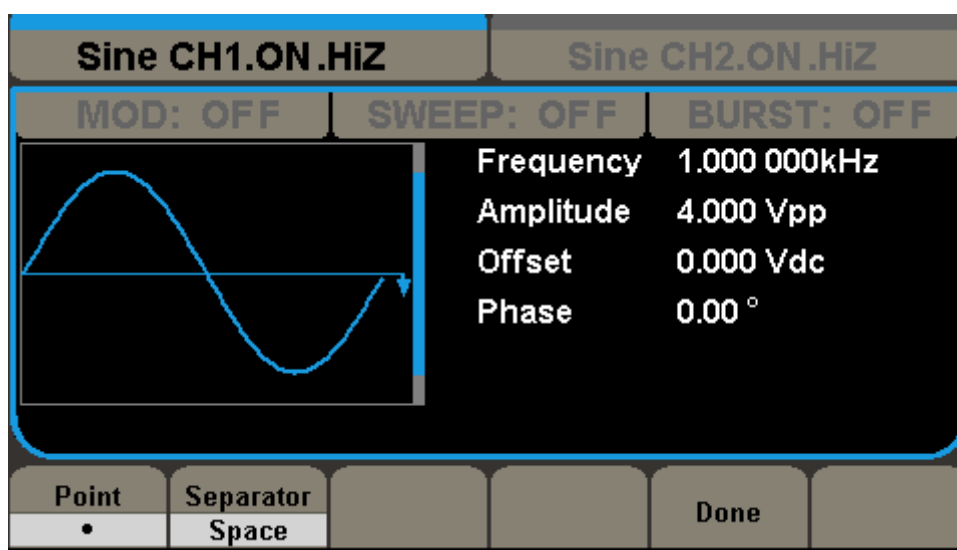 Sine CH1.ON.HiZ
Sine CH2.ON.HiZ
MOD: OFF
SWEEP: OFF
BURST: OFF
Frequency 1.000 000kHz
Amplitude 4.000 Vpp
Offset 0.000 Vdc
Phase 0.00 °
Point
•
Separator
Space
Done